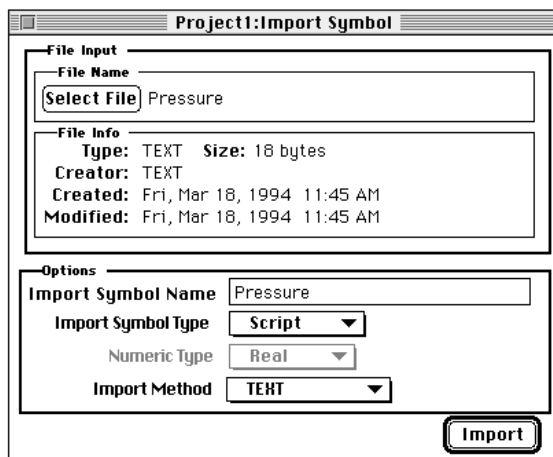 Project1:Import Symbol
File Input
File Name
Select File Pressure
File Info
Type: TEXT Size: 18 bytes
Creator: TEXT
Created: Fri, Mar 18, 1994 11:45 AM
Modified: Fri, Mar 18, 1994 11:45 AM
Options
Import Symbol Name Pressure
Import Symbol Type Script
Numeric Type Real
Import Method TEXT
Import